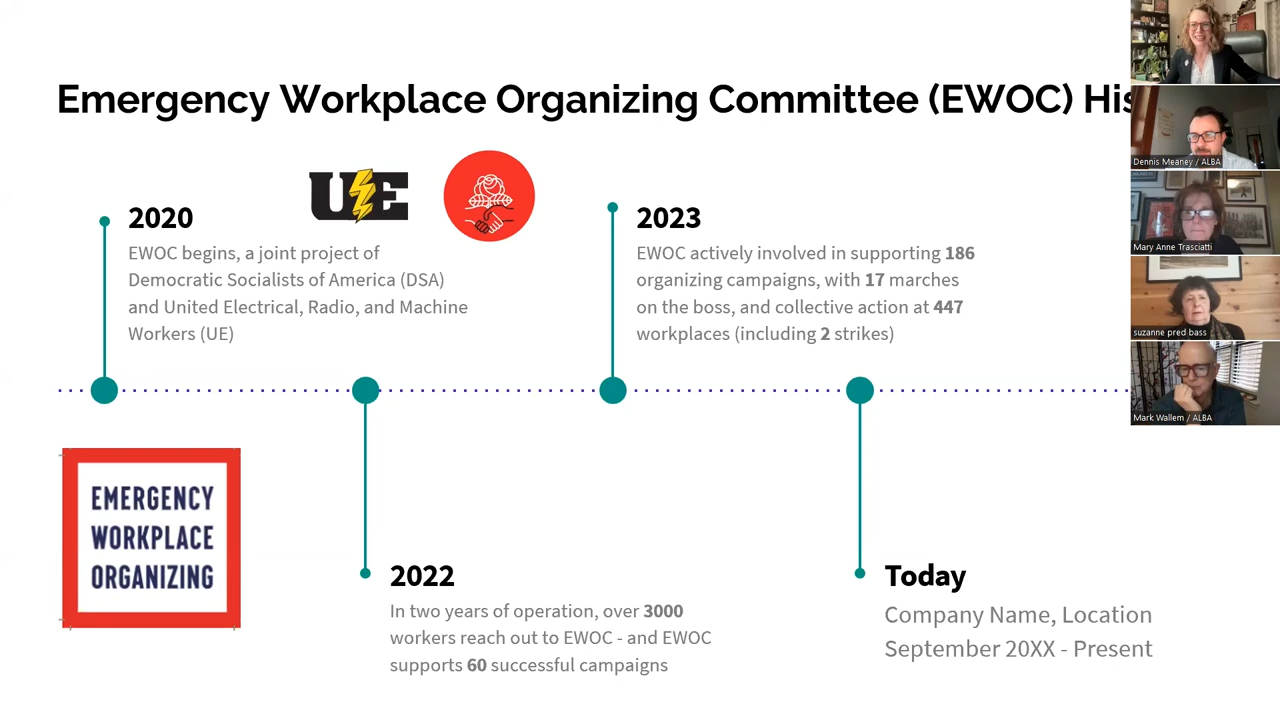 Emergency Workplace Organizing Committee (EWOC) His
UE
2020
EWOC begins, a joint project of
Democratic Socialists of America (DSA)
and United Electrical, Radio, and Machine
Workers (UE)
2023
EWOC actively involved in supporting 186
organizing campaigns, with 17 marches
on the boss, and collective action at 447
workplaces (including 2 strikes)
EMERGENCY
WORKPLACE
ORGANIZING
2022
In two years of operation, over 3000
workers reach out to EWOC - and EWOC
supports 60 successful campaigns
Today
Company Name, Location
September 20XX - Present
Dennis Meaney / ALBA
Mary Anne Trasciatti
suzanne pred bass
Mark Wallem / ALBA